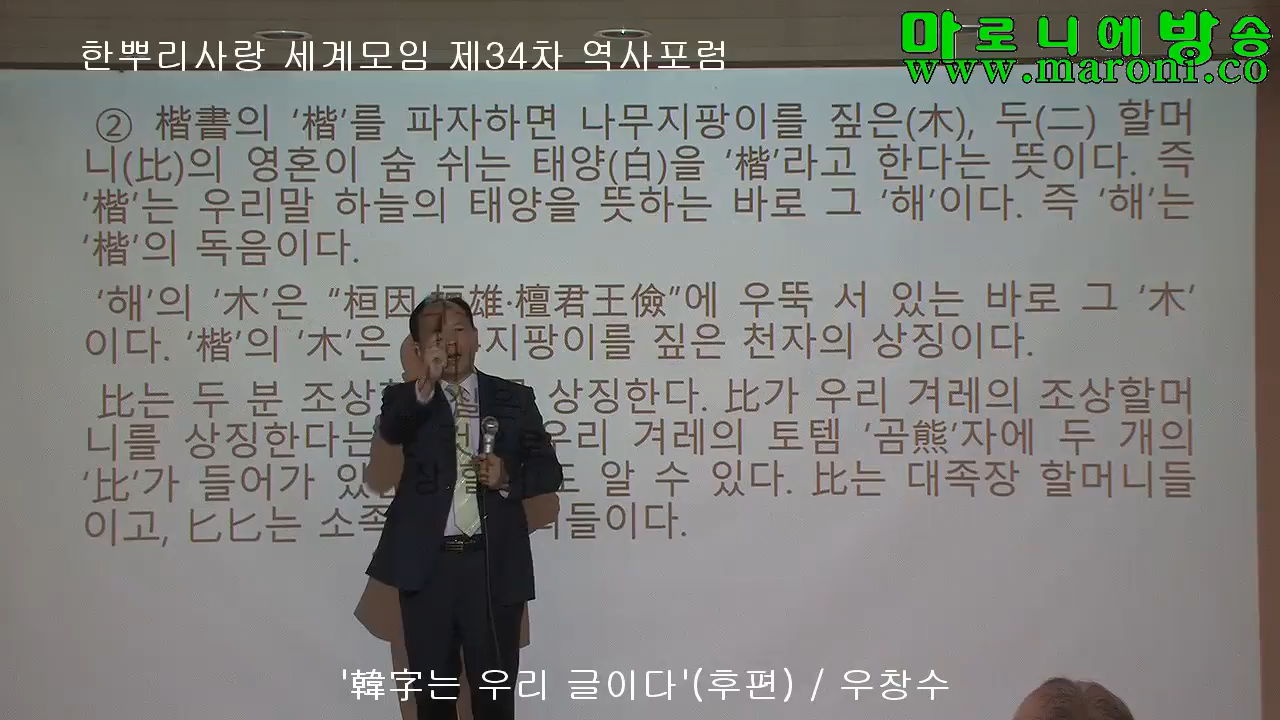 한뿌리사랑 세계모임 제34차 역사포럼
마로니에방송
www.maroni.co
② 楷書의 '楷'를 파자하면 나무지팡이를 짚은(木), 두(二) 할머
니(比)의 영혼이 숨 쉬는 태양(白)을 '楷'라고 한다는 뜻이다. 즉
'楷'는 우리말 하늘의 태양을 뜻하는 바로 그 '해'이다. 즉 '해'는
'楷'의 독음이다.
'해'의 '木'은 "桓因·桓雄·檀君王儉"에 우뚝 서 있는 바로 그 '木'
이다. '楷'의 '木'은 지팡이를 짚은 천자의 상징이다.
比는 두 분 조상 상징한다. 比가 우리 겨레의 조상할머
니를 상징한다는 우리 겨레의 토템 '곰熊'자에 두 개의
'比'가 들어가 알 수 있다. 比는 대족장 할머니들
이고, 匕匕는 이다.
'韓字는 우리 글이다'(후편) / 우창수